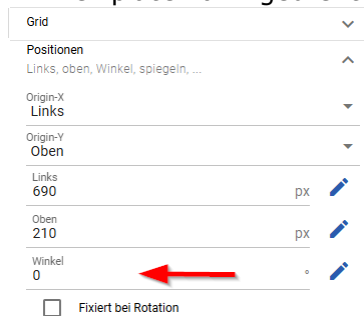 Grid
Positionen
Links, oben, Winkel, spiegeln, ...
Origin-X
Links
Origin-Y
Oben
Links
690 px
Oben
210 px
Winkel
0 °
Fixiert bei Rotation